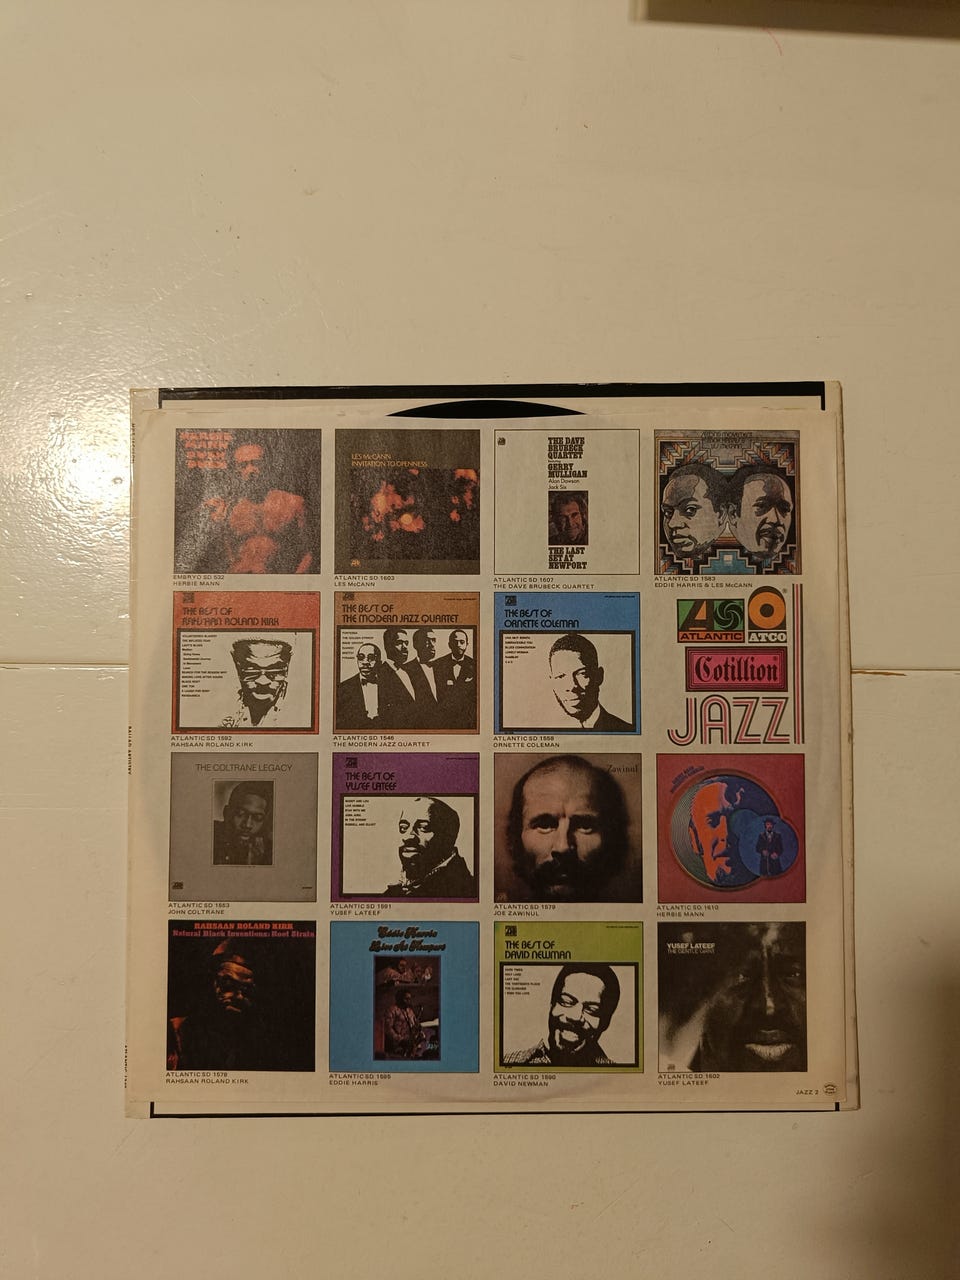 HERBIE
MANN
PUSH
PUSH
EMBRYO SD 532
HERBIE MANN
LES McCANN
INVITATION TO OPENNESS
ATLANTIC SD 1603
LES McCANN
THE DAVE
BRUBECK
QUARTET
GERRY
MULLIGAN
Alan Dawson
Jack Six
THE LAST
SET AT
NEWPORT
ATLANTIC SD 1607
THE DAVE BRUBECK QUARTET
ATLANTIC SD 1583
EDDIE HARRIS & LES McCANN
THE BEST OF
RAHSAAN ROLAND KIRK
ATLANTIC SD 1592
RAHSAAN ROLAND KIRK
THE BEST OF
THE MODERN JAZZ QUARTET
ATLANTIC SD 1546
THE MODERN JAZZ QUARTET
THE BEST OF
ORNETTE COLEMAN
ATLANTIC SD 1558
ORNETTE COLEMAN
ATLANTIC
ATCO
Cotillion
JAZZ
THE COLTRANE LEGACY
ATLANTIC SD 1553
JOHN COLTRANE
THE BEST OF
YUSEF LATEEF
ATLANTIC SD 1591
YUSEF LATEEF
Zawinul
ATLANTIC SD 1579
JOE ZAWINUL
ATLANTIC SD 1610
HERBIE MANN
RAHSAAN ROLAND KIRK
Natural Black Inventions: Root Strata
ATLANTIC SD 1578
RAHSAAN ROLAND KIRK
Eddie Harris
Live At Newport
ATLANTIC SD 1595
EDDIE HARRIS
THE BEST OF
DAVID NEWMAN
ATLANTIC SD 1590
DAVID NEWMAN
YUSEF LATEEF
THE GENTLE GIANT
ATLANTIC SD 1602
YUSEF LATEEF
JAZZ 2